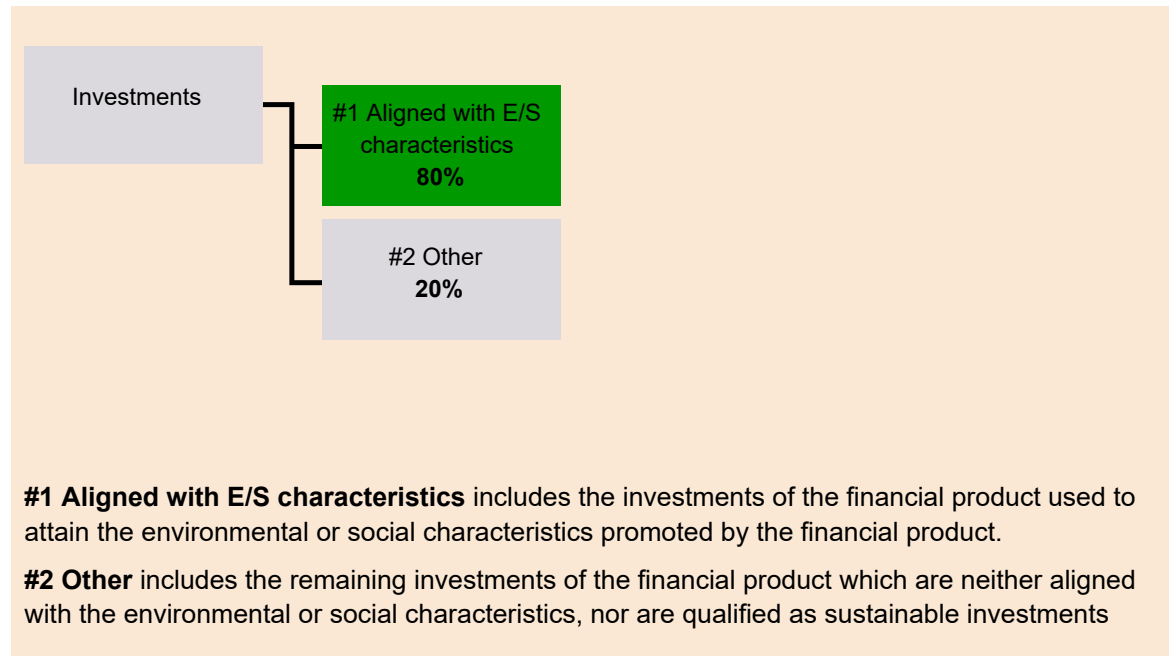 Investments
#1 Aligned with E/S
characteristics
80%
#2 Other
20%
#1 Aligned with E/S characteristics includes the investments of the financial product used to
attain the environmental or social characteristics promoted by the financial product.
#2 Other includes the remaining investments of the financial product which are neither aligned
with the environmental or social characteristics, nor are qualified as sustainable investments